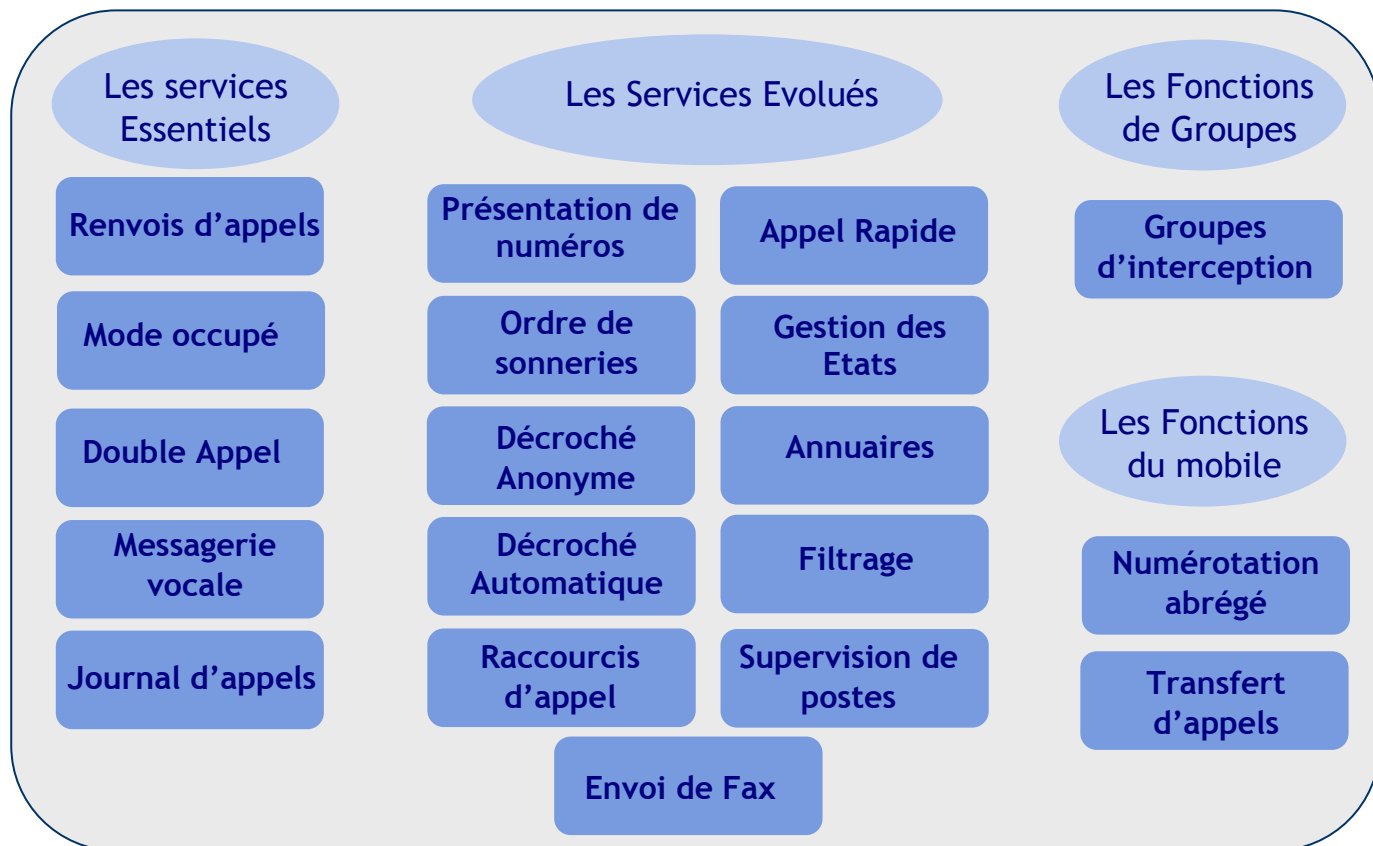 Les services
Essentiels
Renvois d’appels
Mode occupé
Double Appel
Messagerie
vocale
Journal d’appels
Les Services Evolués
Présentation de
numéros
Ordre de
sonneries
Décroché
Anonyme
Décroché
Automatique
Raccourcis
d’appel
Appel Rapide
Gestion des
Etats
Annuaires
Filtrage
Supervision de
postes
Envoi de Fax
Les Fonctions
de Groupes
Groupes
d’interception
Les Fonctions
du mobile
Numérotation
abrégé
Transfert
d’appels